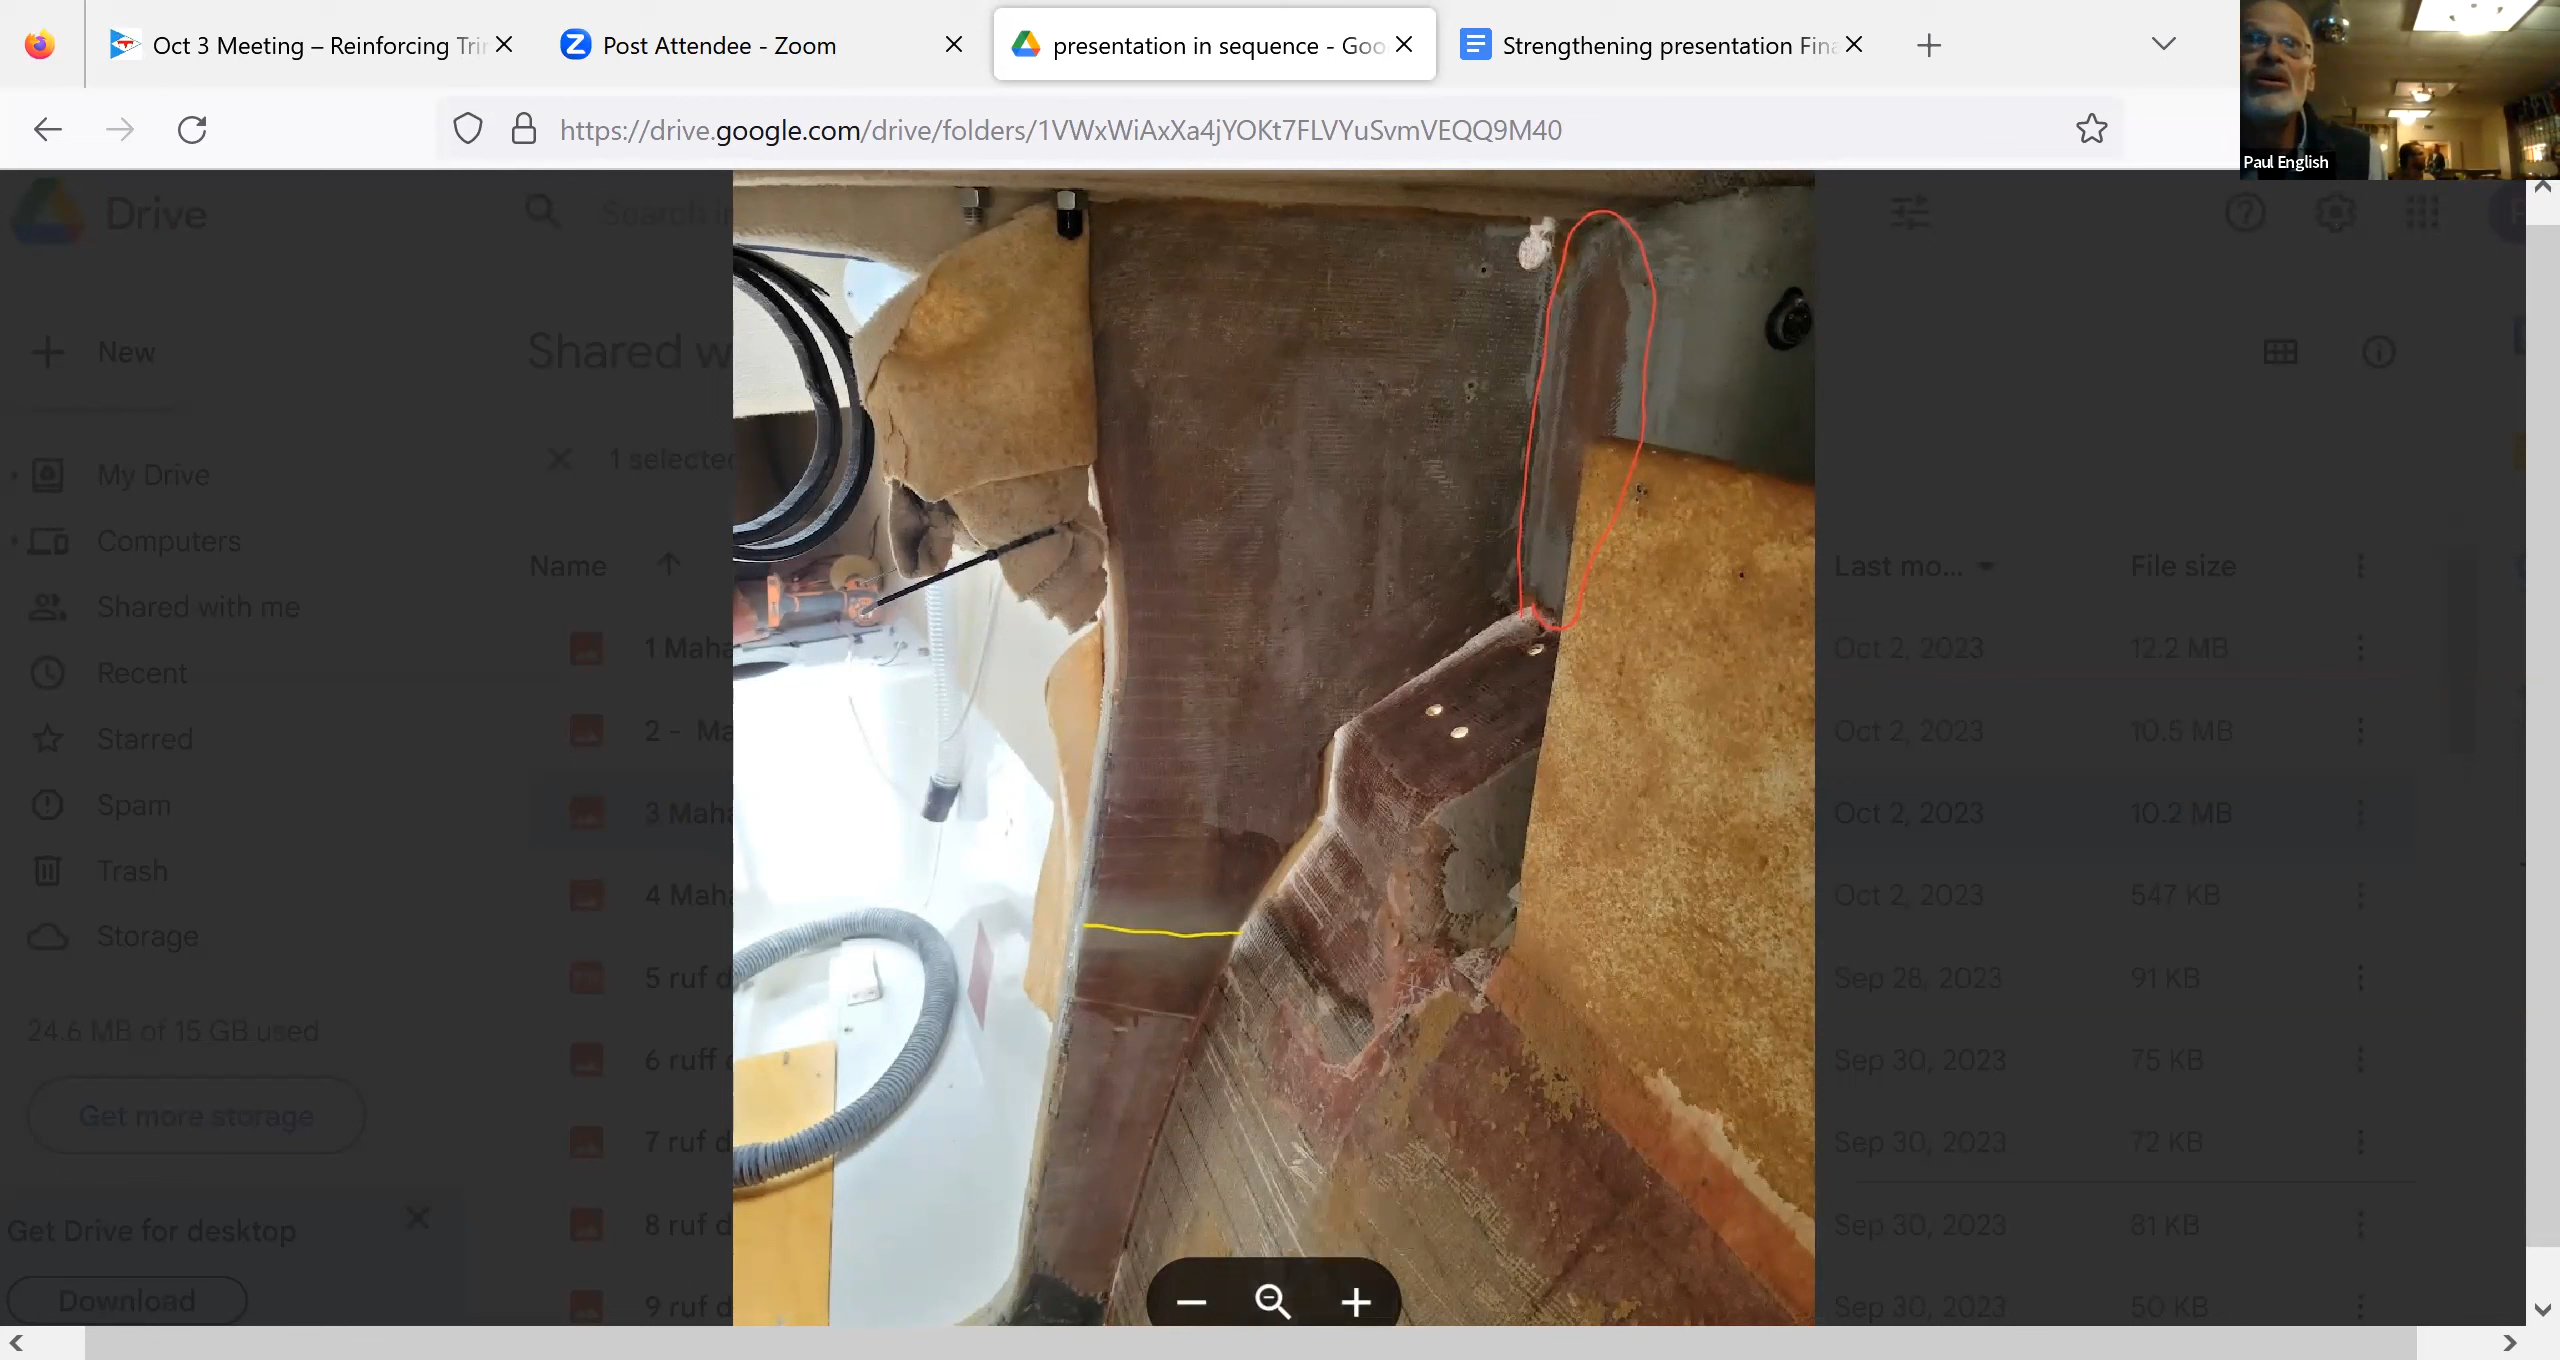 Oct 3 Meeting – Reinforcing Tri
Post Attendee - Zoom
presentation in sequence - Goo
Strengthening presentation Fina
https://drive.google.com/drive/folders/1VWxWiAxXa4jYOKt7FLVYuSvmVEQQ9M40
Paul English
Drive
Search in
New
Shared w
1 selected
My Drive
Computers
Name
Last mo...
File size
Shared with me
1 Maha
Oct 2, 2023
12.2 MB
Recent
2 - Ma
Oct 2, 2023
10.5 MB
Starred
3 Maha
Oct 2, 2023
10.2 MB
Spam
4 Maha
Oct 2, 2023
547 KB
Trash
5 ruf d
Sep 28, 2023
91 KB
Storage
24.6 MB of 15 GB used
6 ruff d
Sep 30, 2023
75 KB
Get more storage
7 ruf d
Sep 30, 2023
72 KB
Get Drive for desktop
8 ruf d
Sep 30, 2023
81 KB
Download
9 ruf d
Sep 30, 2023
50 KB